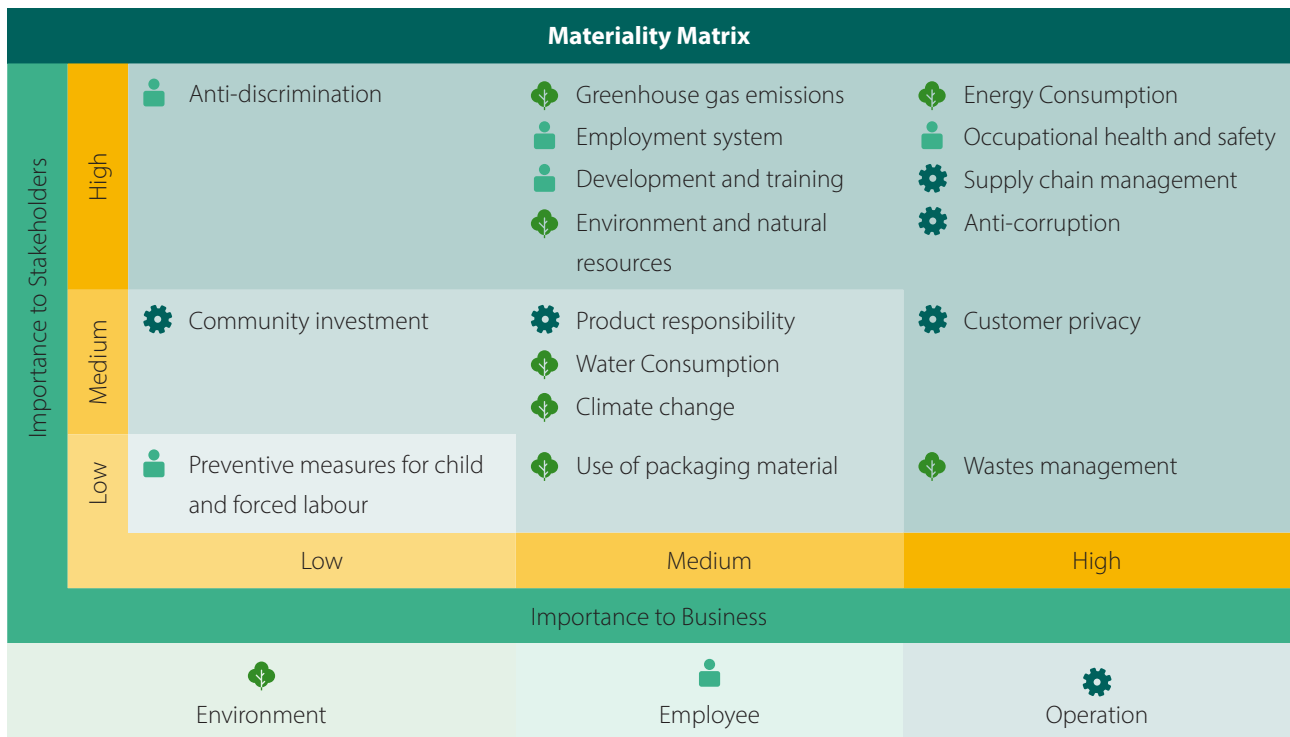 Materiality Matrix
Importance to Stakeholders
High
Anti-discrimination
Greenhouse gas emissions
Employment system
Development and training
Environment and natural
resources
Energy Consumption
Occupational health and safety
Supply chain management
Anti-corruption
Medium
Community investment
Product responsibility
Water Consumption
Climate change
Customer privacy
Low
Preventive measures for child
and forced labour
Use of packaging material
Wastes management
Low
Medium
High
Importance to Business
Environment
Employee
Operation